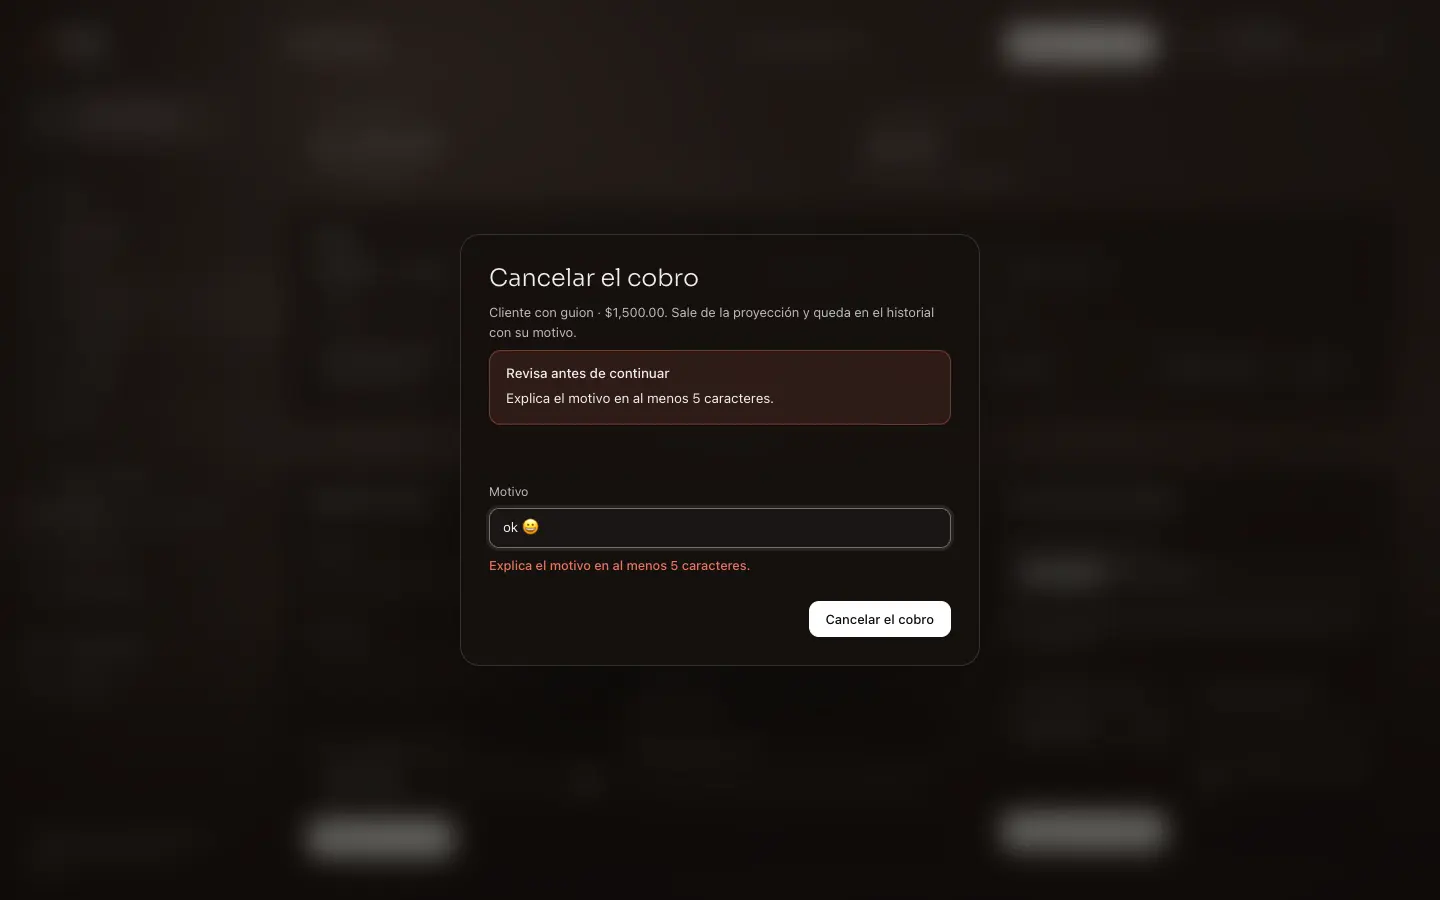 Cancelar el cobro
Cliente con guion · $1,500.00. Sale de la proyección y queda en el historial
con su motivo.
Revisa antes de continuar
Explica el motivo en al menos 5 caracteres.
Motivo
ok 😀
Explica el motivo en al menos 5 caracteres.
Cancelar el cobro